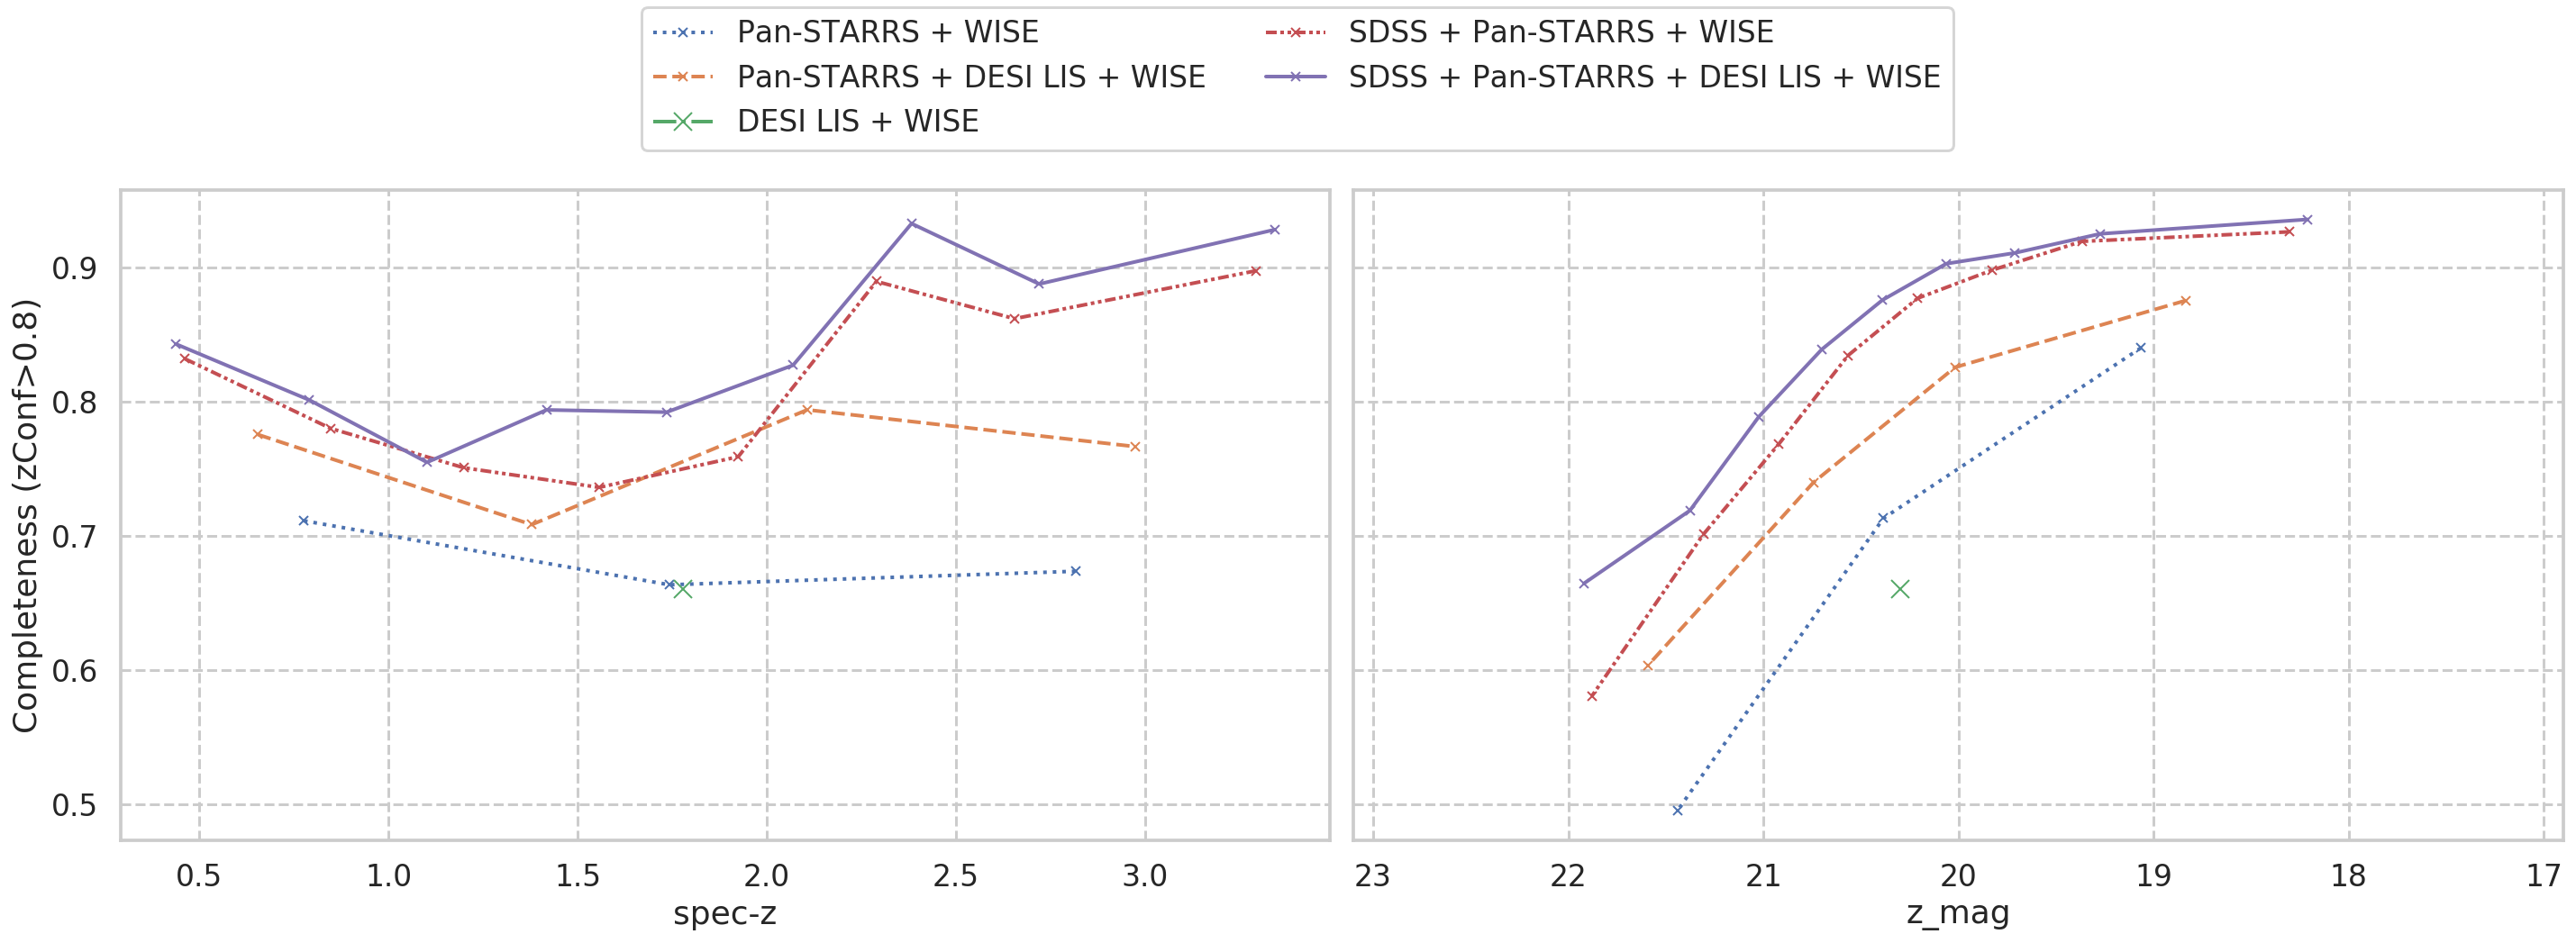 Pan-STARRS + WISE
Pan-STARRS + DESI LIS + WISE
DESI LIS + WISE
SDSS + Pan-STARRS + WISE
SDSS + Pan-STARRS + DESI LIS + WISE
Completeness (zConf>0.8)
0.9
0.8
0.7
0.6
0.5
0.5 1.0 1.5 2.0 2.5 3.0
spec-z
23 22 21 20 19 18 17
z_mag